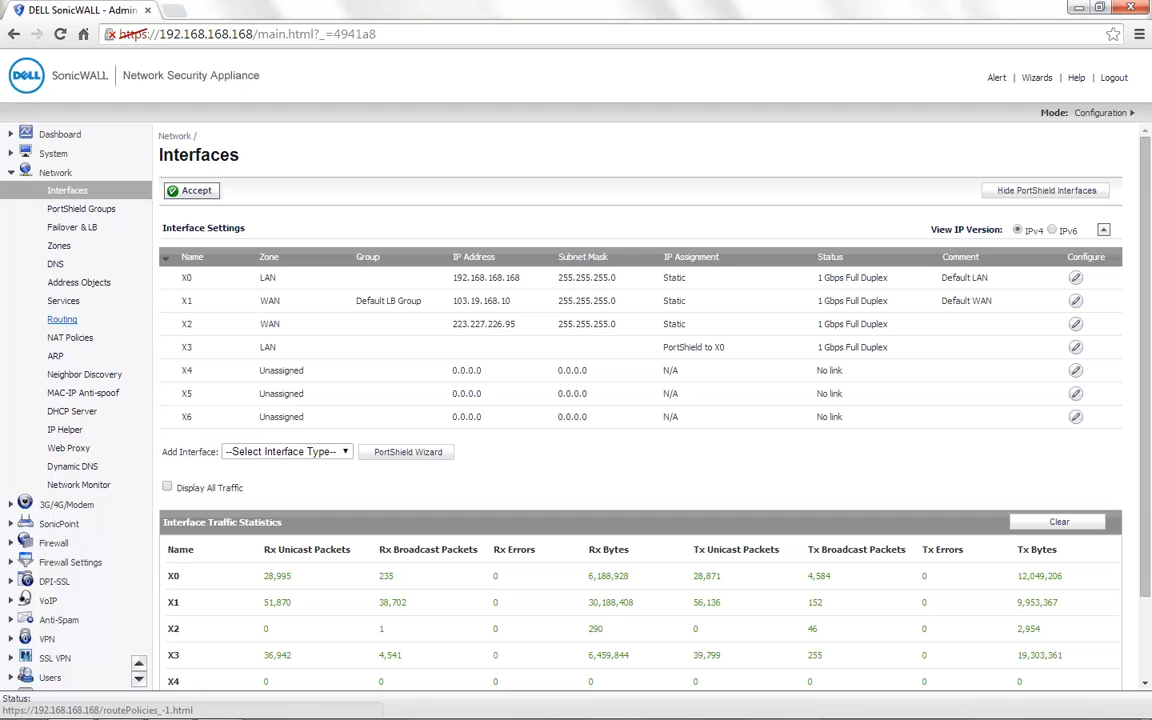 DELL SonicWALL - Admin ×
https://192.168.168.168/main.html?_=4941a8
DELL SonicWALL | Network Security Appliance
Alert | Wizards | Help | Logout
Mode: Configuration
Dashboard
System
Network
Interfaces
PortShield Groups
Failover & LB
Zones
DNS
Address Objects
Services
Routing
NAT Policies
ARP
Neighbor Discovery
MAC-IP Anti-spoof
DHCP Server
IP Helper
Web Proxy
Dynamic DNS
Network Monitor
3G/4G/Modem
SonicPoint
Firewall
Firewall Settings
DPI-SSL
VoIP
Anti-Spam
VPN
SSL VPN
Users
Network /
Interfaces
Accept
Hide PortShield Interfaces
Interface Settings
View IP Version: IPv4 IPv6
Name Zone Group IP Address Subnet Mask IP Assignment Status Comment Configure
X0 LAN 192.168.168.168 255.255.255.0 Static 1 Gbps Full Duplex Default LAN
X1 WAN Default LB Group 103.19.168.10 255.255.255.0 Static 1 Gbps Full Duplex Default WAN
X2 WAN 223.227.226.95 255.255.255.0 Static 1 Gbps Full Duplex
X3 LAN PortShield to X0 1 Gbps Full Duplex
X4 Unassigned 0.0.0.0 0.0.0.0 N/A No link
X5 Unassigned 0.0.0.0 0.0.0.0 N/A No link
X6 Unassigned 0.0.0.0 0.0.0.0 N/A No link
Add Interface: --Select Interface Type-- PortShield Wizard
Display All Traffic
Interface Traffic Statistics Clear
Name Rx Unicast Packets Rx Broadcast Packets Rx Errors Rx Bytes Tx Unicast Packets Tx Broadcast Packets Tx Errors Tx Bytes
X0 28,995 235 0 6,188,928 28,871 4,584 0 12,049,206
X1 51,870 38,702 0 30,188,408 56,136 152 0 9,953,367
X2 0 1 0 290 0 46 0 2,954
X3 36,942 4,541 0 6,459,844 39,799 255 0 19,303,361
X4 0 0 0 0 0 0 0 0
Status:
https://192.168.168.168/routePolicies_-1.html